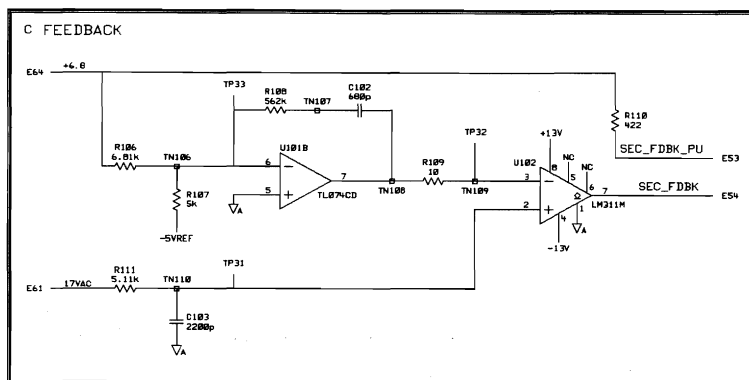 C FEEDBACK
E64
+6.8
TP33
R108
562k
TN107
C102
680p
R110
422
R106
6.81k
TN106
U101B
TP32
+13V
SEC_FDBK_PU
E53
6
7
5
TL074CD
A
R107
5k
-5VREF
TN108
R109
10
TN109
U102
3
2
8
NC
5
NC
6
7
SEC_FDBK
E54
1
4
LM311M
A
-13V
E61
17VAC
R111
5.11k
TN110
TP31
C103
2200p
A